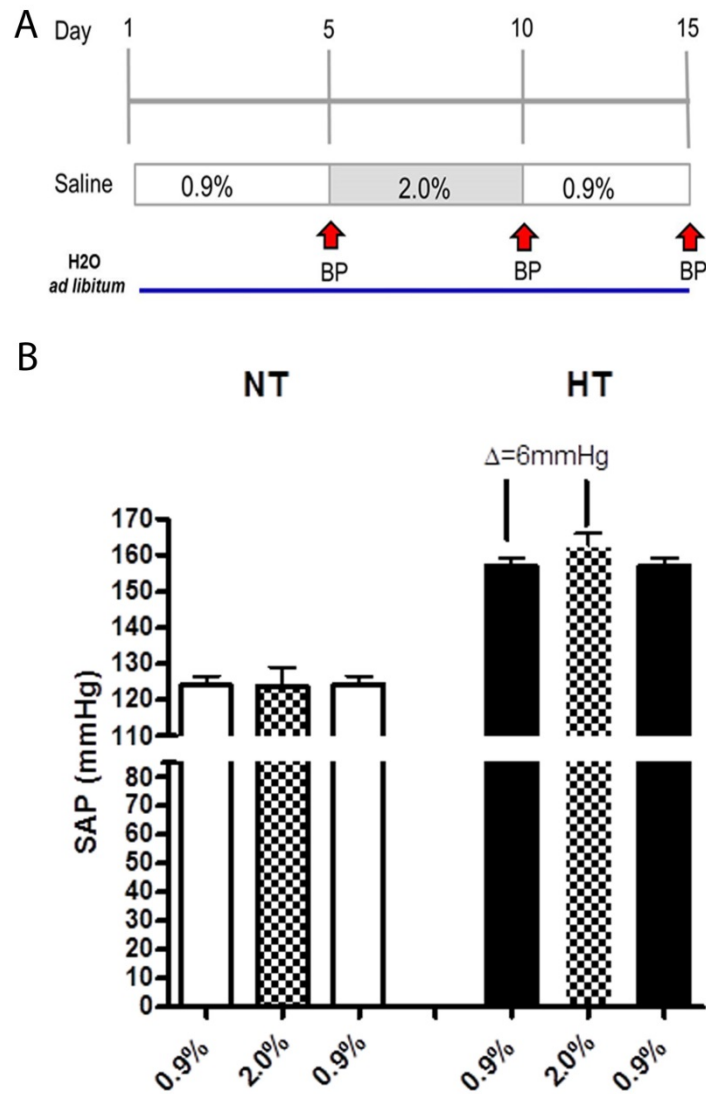 A
Day 1 5 10 15
Saline 0.9% 2.0% 0.9%
H2O
ad libitum
BP BP BP
B
NT HT
Δ=6mmHg
SAP (mmHg)
170
160
150
140
130
120
110
80
70
60
50
40
30
20
10
0
0.9% 2.0% 0.9% 0.9% 2.0% 0.9%